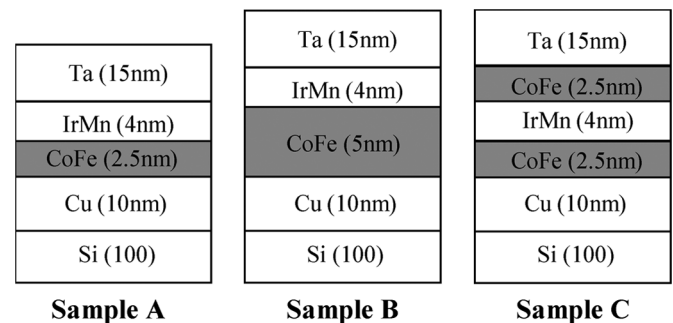 Ta (15nm)
IrMn (4nm)
CoFe (2.5nm)
Cu (10nm)
Si (100)
Sample A
Ta (15nm)
IrMn (4nm)
CoFe (5nm)
Cu (10nm)
Si (100)
Sample B
Ta (15nm)
CoFe (2.5nm)
IrMn (4nm)
CoFe (2.5nm)
Cu (10nm)
Si (100)
Sample C